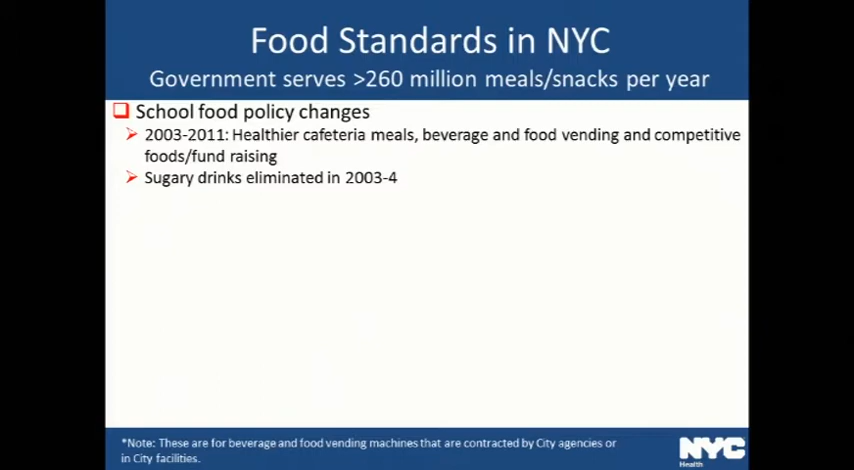 Food Standards in NYC
Government serves >260 million meals/snacks per year
School food policy changes
2003-2011: Healthier cafeteria meals, beverage and food vending and competitive
foods/fund raising
Sugary drinks eliminated in 2003-4
*Note: These are for beverage and food vending machines that are contracted by City agencies or
in City facilities.
NYC
Health